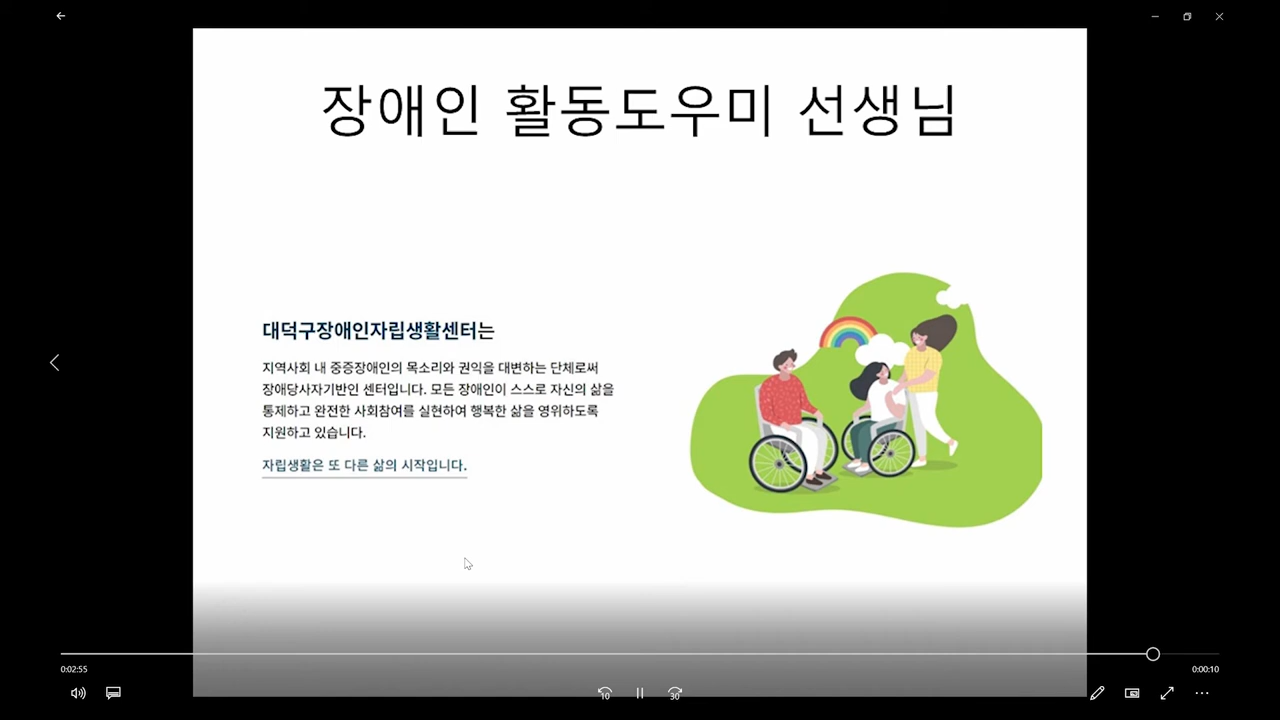 장애인 활동도우미 선생님
대덕구장애인자립생활센터는
지역사회 내 중증장애인의 목소리와 권익을 대변하는 단체로써
장애당사자기반인 센터입니다. 모든 장애인이 스스로 자신의 삶을
통제하고 완전한 사회참여를 실현하여 행복한 삶을 영위하도록
지원하고 있습니다.
자립생활은 또 다른 삶의 시작입니다.
0:02:55
0:00:10
10
30